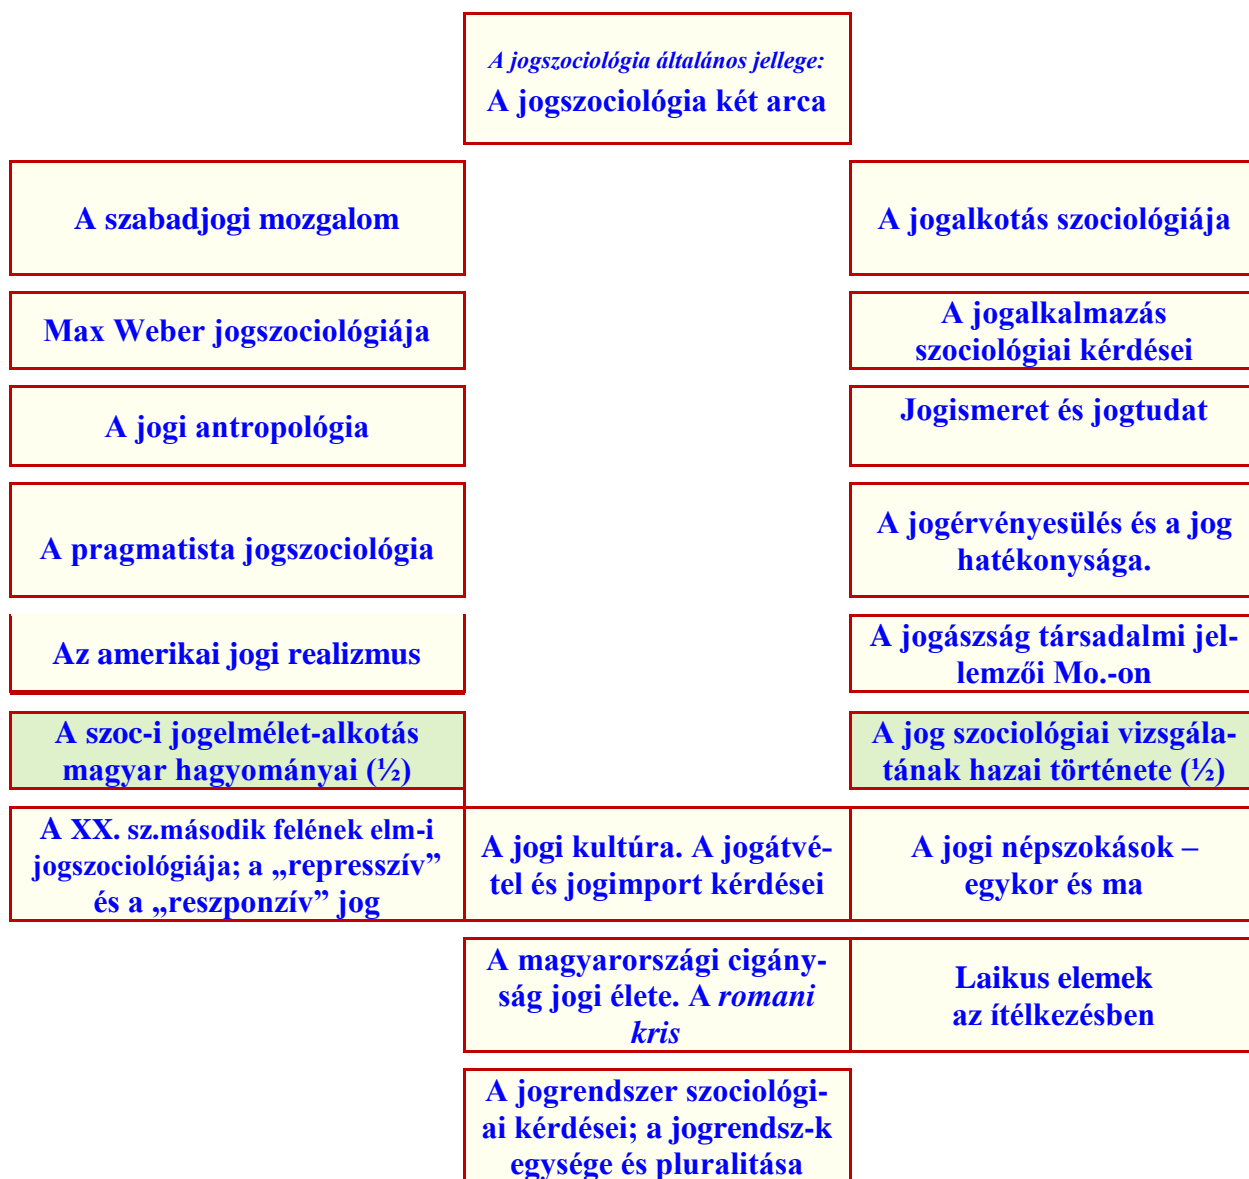 A jogszociológia általános jellege:
A jogszociológia két arca
A szabadjogi mozgalom
A jogalkotás szociológiája
Max Weber jogszociológiája
A jogalkalmazás
szociológiai kérdései
A jogi antropológia
Jogismeret és jogtudat
A pragmatista jogszociológia
A jogérvényesülés és a jog
hatékonysága.
Az amerikai jogi realizmus
A jogászság társadalmi jel-
lemzői Mo.-on
A szoc-i jogelmélet-alkotás
magyar hagyományai (½)
A jog szociológiai vizsgála-
tának hazai története (½)
A XX. sz.második felének elm-i
jogszociológiája; a „represszív”
és a „reszponzív” jog
A jogi kultúra. A jogátvé-
tel és jogimport kérdései
A jogi népszokások –
egykor és ma
A magyarországi cigány-
ság jogi élete. A romani
kris
Laikus elemek
az ítélkezésben
A jogrendszer szociológi-
ai kérdései; a jogrendsz-k
egysége és pluralitása